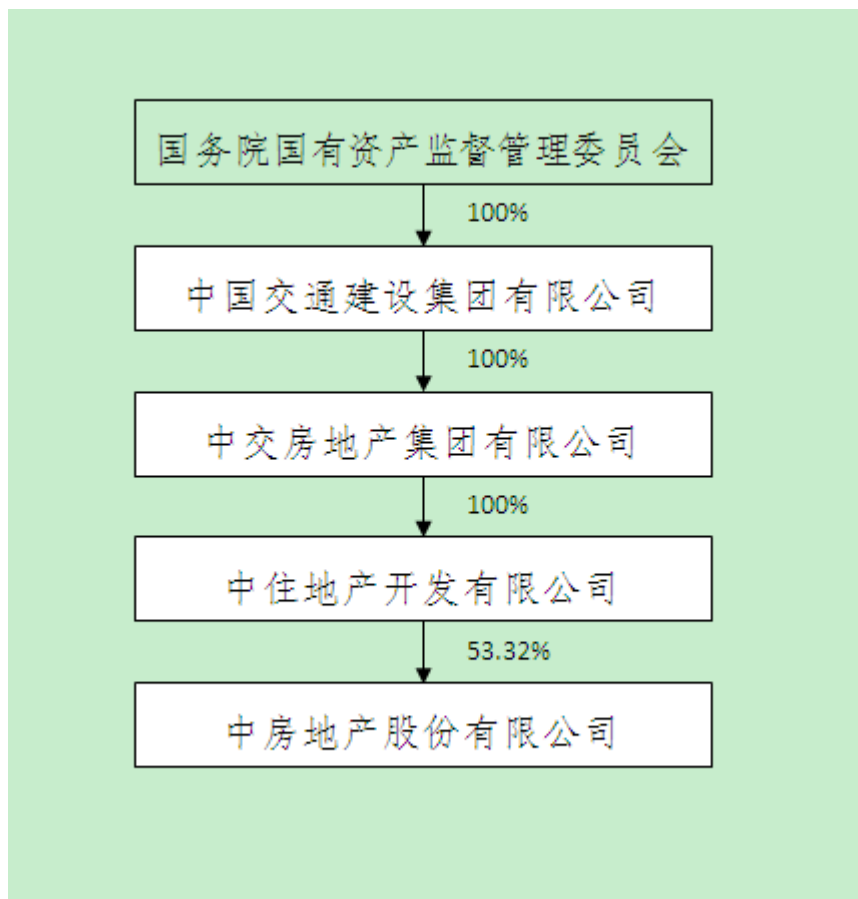 国务院国有资产监督管理委员会
100%
中国交通建设集团有限公司
100%
中交房地产集团有限公司
100%
中住地产开发有限公司
53.32%
中房地产股份有限公司